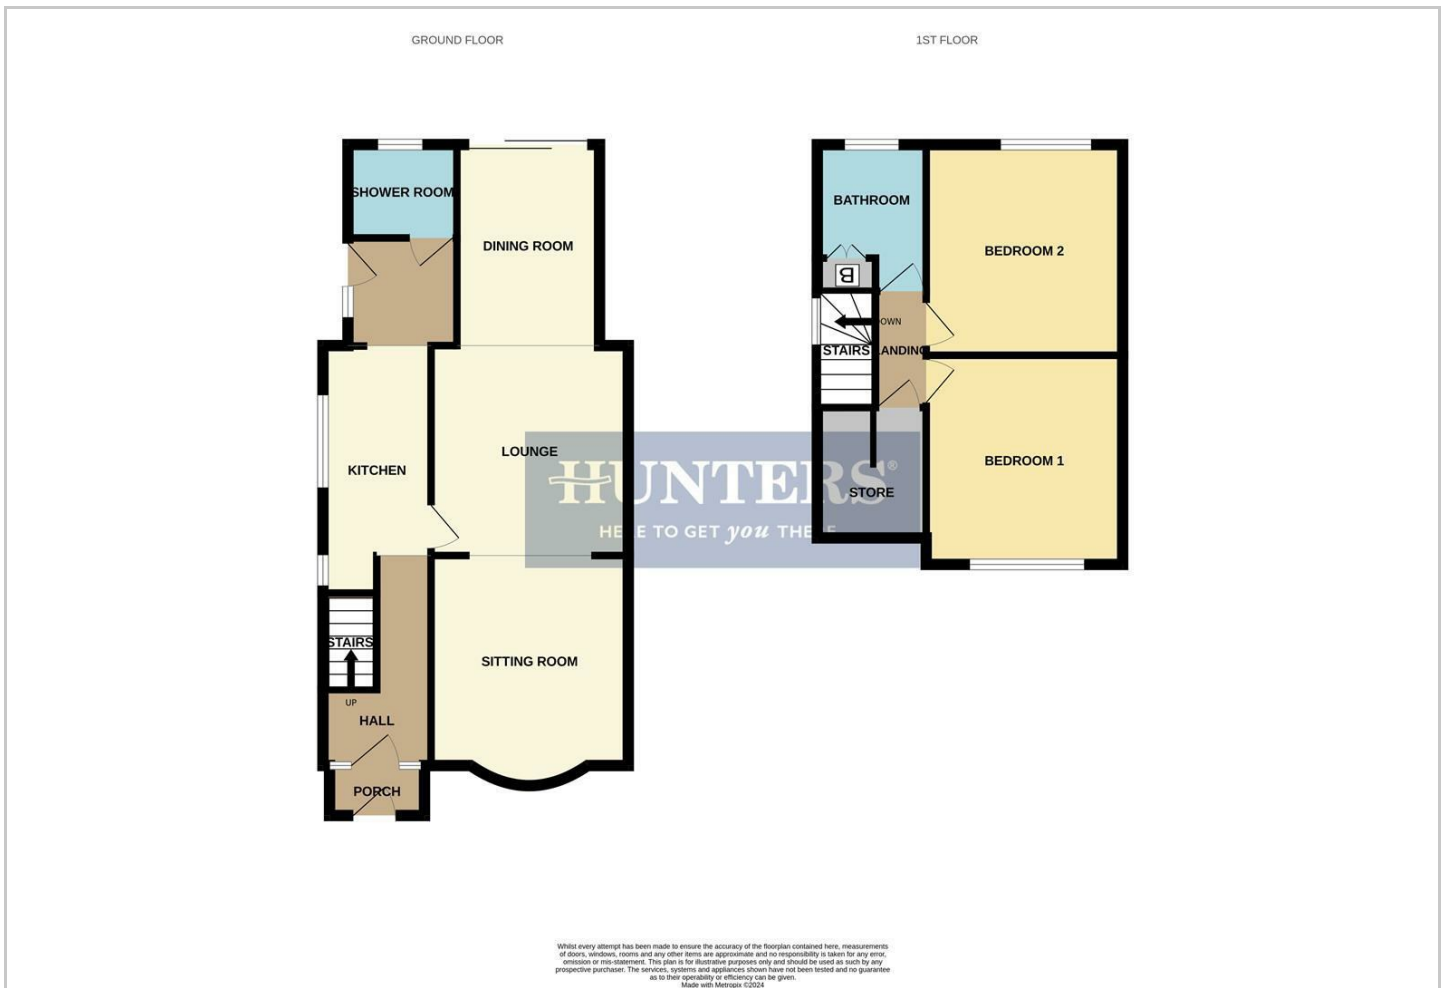 GROUND FLOOR
1ST FLOOR
SHOWER ROOM
DINING ROOM
LOUNGE
KITCHEN
SITTING ROOM
STAIRS
UP
HALL
PORCH
BATHROOM
B
BEDROOM 2
DOWN
STAIRS
LANDING
BEDROOM 1
STORE
HUNTERS®
HERE TO GET you THERE
Whilst every attempt has been made to ensure the accuracy of the floorplan contained here, measurements
of doors, windows, rooms and any other items are approximate and no responsibility is taken for any error,
omission or mis-statement. This plan is for illustrative purposes only and should be used as such by any
prospective purchaser. The services, systems and appliances shown have not been tested and no guarantee
as to their operability or efficiency can be given.
Made with Metropix ©2024